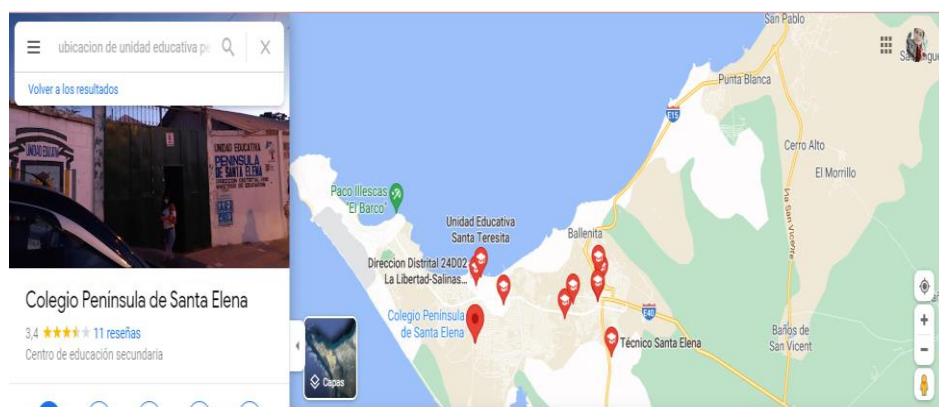 ubicacion de unidad educativa pe
Volver a los resultados
UNIDAD EDUCATIVA
PENINSULA
DE SANTA ELENA
Colegio Península de Santa Elena
3,4
11 reseñas
Centro de educación secundaria
Capas
San Pablo
Punta Blanca
E15
Cerro Alto
El Morrillo
Via San Vicente
Paco Illescas
"El Barco"
Unidad Educativa
Santa Teresita
Ballenita
Direccion Distrital 24D02
La Libertad-Salinas...
Colegio Península
de Santa Elena
E40
Técnico Santa Elena
Baños de
San Vicent